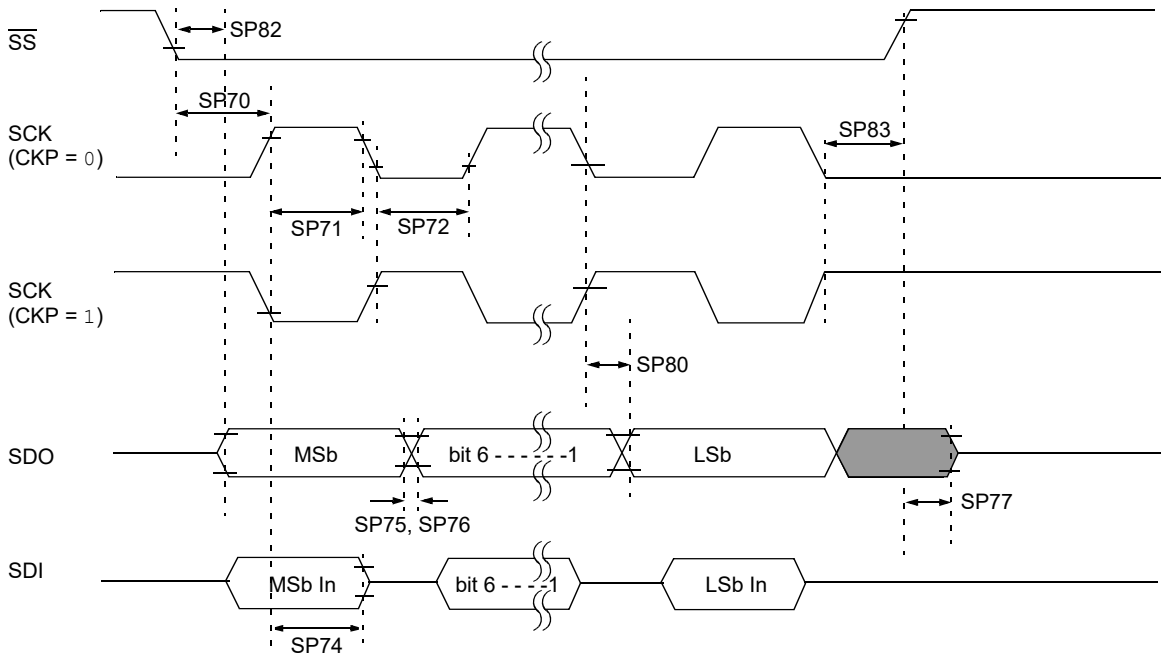 SS
SP82
SP70
SCK
(CKP = 0)
SP83
SP71
SP72
SCK
(CKP = 1)
SP80
SDO
MSb
bit 6 - - - - - -1
LSb
SP77
SP75, SP76
SDI
MSb In
bit 6 - - - - -1
LSb In
SP74